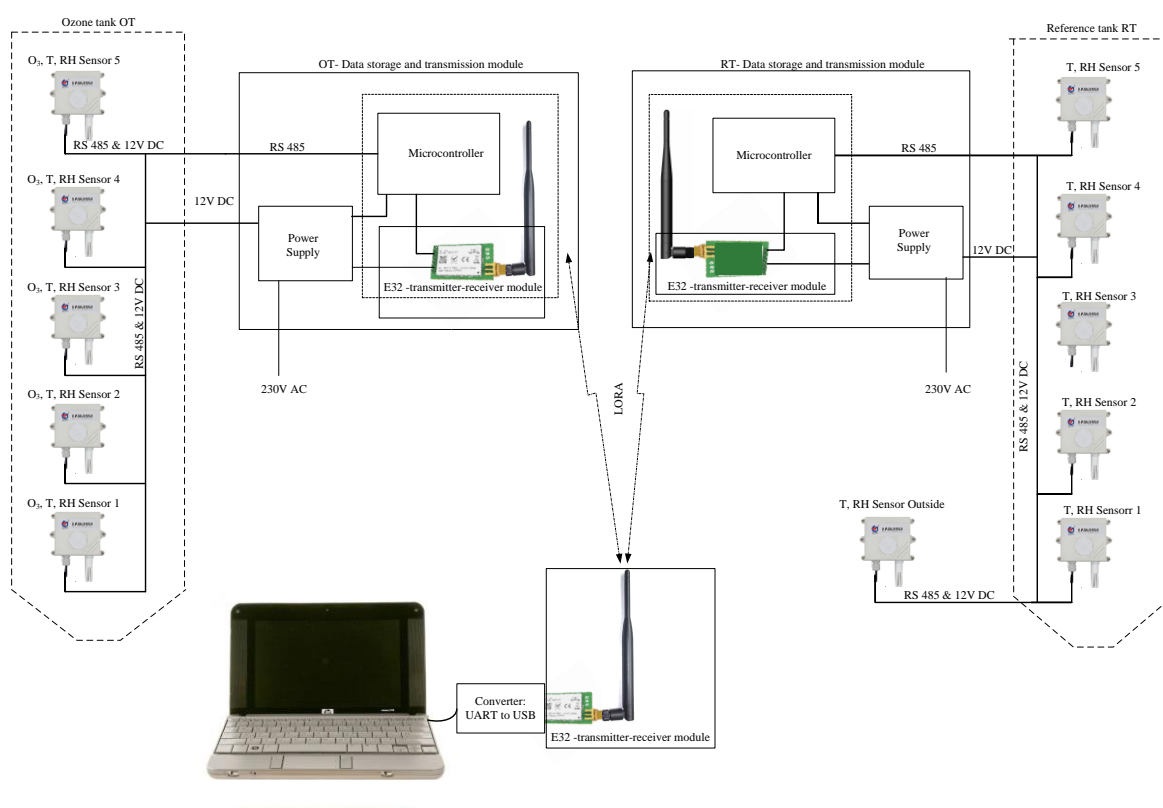 Ozone tank OT
O₃, T, RH Sensor 5
RS 485 & 12V DC
O₃, T, RH Sensor 4
O₃, T, RH Sensor 3
RS 485 & 12V DC
O₃, T, RH Sensor 2
O₃, T, RH Sensor 1
OT- Data storage and transmission module
RS 485
Microcontroller
12V DC
Power
Supply
E32 -transmitter-receiver module
230V AC
LORA
RT- Data storage and transmission module
Microcontroller
RS 485
Power
Supply
12V DC
E32 -transmitter-receiver module
230V AC
Reference tank RT
T, RH Sensor 5
T, RH Sensor 4
T, RH Sensor 3
RS 485 & 12V DC
T, RH Sensor 2
T, RH Sensorr 1
T, RH Sensor Outside
RS 485 & 12V DC
Converter:
UART to USB
E32 -transmitter-receiver module